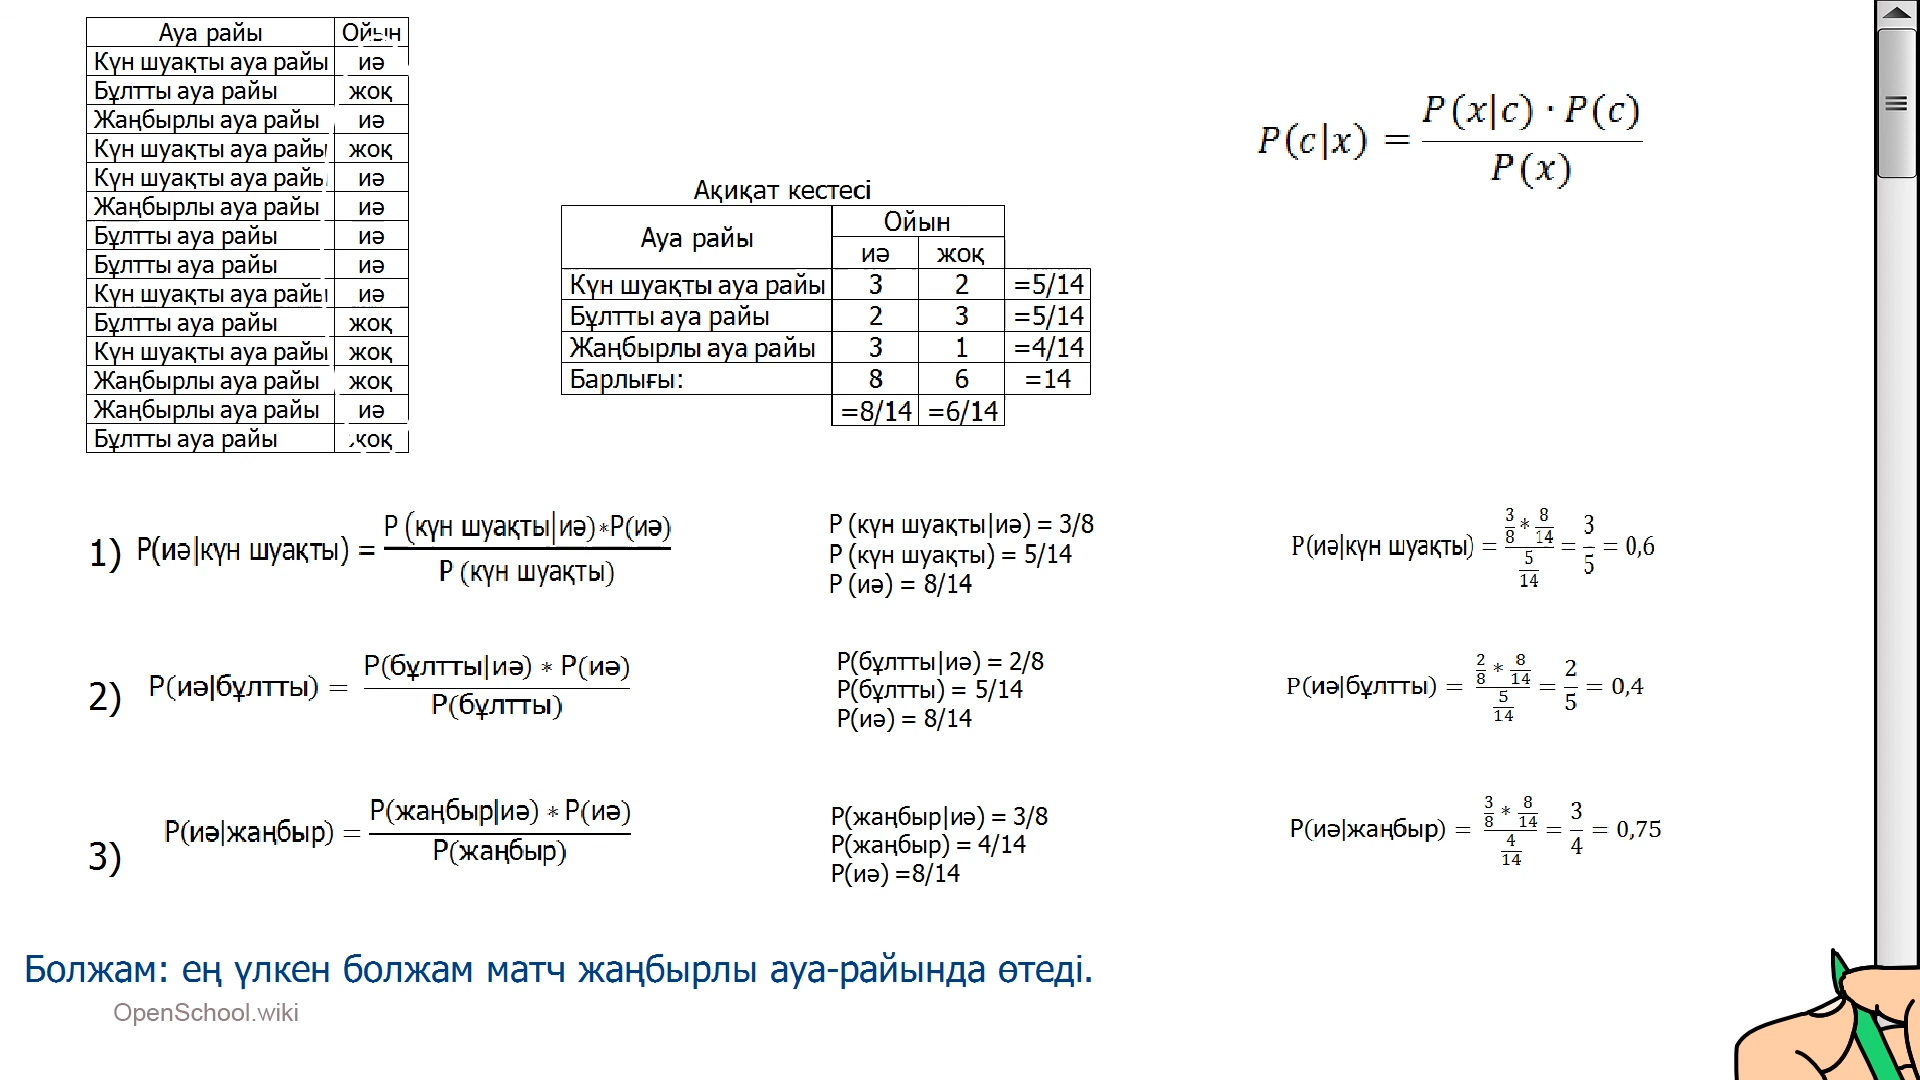 Ауа райы Ойын
Күн шуақты ауа райы иә
Бұлтты ауа райы жоқ
Жаңбырлы ауа райы иә
Күн шуақты ауа райы жоқ
Күн шуақты ауа райы иә
Жаңбырлы ауа райы иә
Бұлтты ауа райы иә
Бұлтты ауа райы иә
Күн шуақты ауа райы иә
Бұлтты ауа райы жоқ
Күн шуақты ауа райы жоқ
Жаңбырлы ауа райы жоқ
Жаңбырлы ауа райы иә
Бұлтты ауа райы жоқ
Ақиқат кестесі
Ауа райы Ойын
иә жоқ
Күн шуақты ауа райы 3 2 =5/14
Бұлтты ауа райы 2 3 =5/14
Жаңбырлы ауа райы 3 1 =4/14
Барлығы: 8 6 =14
=8/14 =6/14
P(c|x) = P(x|c) · P(c) / P(x)
1) P(иә|күн шуақты) = P (күн шуақты|иә)*P(иә) / P (күн шуақты)
P (күн шуақты|иә) = 3/8
P (күн шуақты) = 5/14
P (иә) = 8/14
P(иә|күн шуақты) = 3/8 * 8/14 / 5/14 = 3/5 = 0,6
2) P(иә|бұлтты) = P(бұлтты|иә) * P(иә) / P(бұлтты)
P(бұлтты|иә) = 2/8
P(бұлтты) = 5/14
P(иә) = 8/14
P(иә|бұлтты) = 2/8 * 8/14 / 5/14 = 2/5 = 0,4
3) P(иә|жаңбыр) = P(жаңбыр|иә) * P(иә) / P(жаңбыр)
P(жаңбыр|иә) = 3/8
P(жаңбыр) = 4/14
P(иә) =8/14
P(иә|жаңбыр) = 3/8 * 8/14 / 4/14 = 3/4 = 0,75
Болжам: ең үлкен болжам матч жаңбырлы ауа-райында өтеді.
OpenSchool.wiki